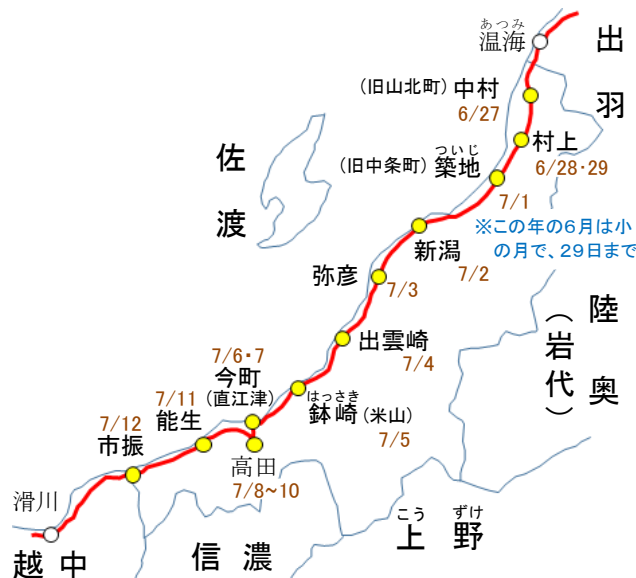 あつみ
温海
出羽
(旧山北町) 中村
6/27
村上
6/28・29
佐渡
ついじ
(旧中条町) 築地
7/1
※この年の6月は小
の月で、29日まで
新潟
7/2
弥彦
7/3
陸奥
(岩代)
出雲崎
7/4
7/6・7
今町
(直江津)
はっさき
鉢崎(米山)
7/5
7/11
能生
7/12
市振
高田
7/8~10
滑川
越中
信濃
こうずけ
上野